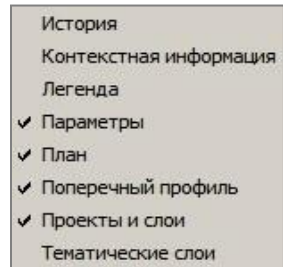 История
Контекстная информация
Легенда
Параметры
План
Поперечный профиль
Проекты и слои
Тематические слои